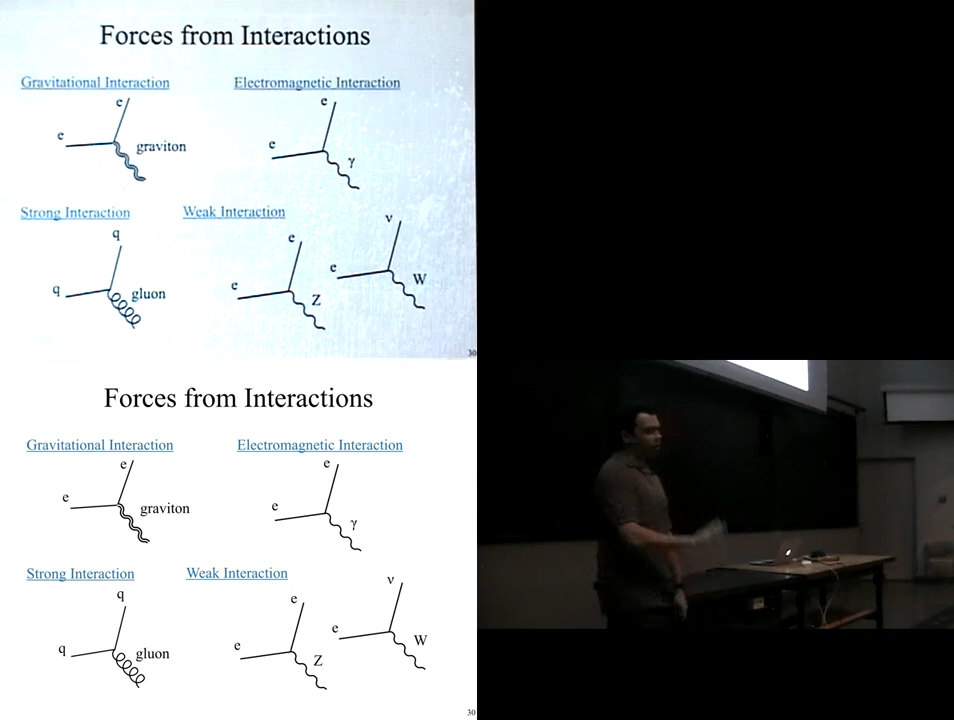 Forces from Interactions
Gravitational Interaction
Electromagnetic Interaction
e
e
graviton
e
e
γ
Strong Interaction
Weak Interaction
q
q
gluon
e
e
Z
ν
e
W
30
Forces from Interactions
Gravitational Interaction
Electromagnetic Interaction
e
e
graviton
e
e
γ
Strong Interaction
Weak Interaction
q
q
gluon
e
e
Z
ν
e
W
30